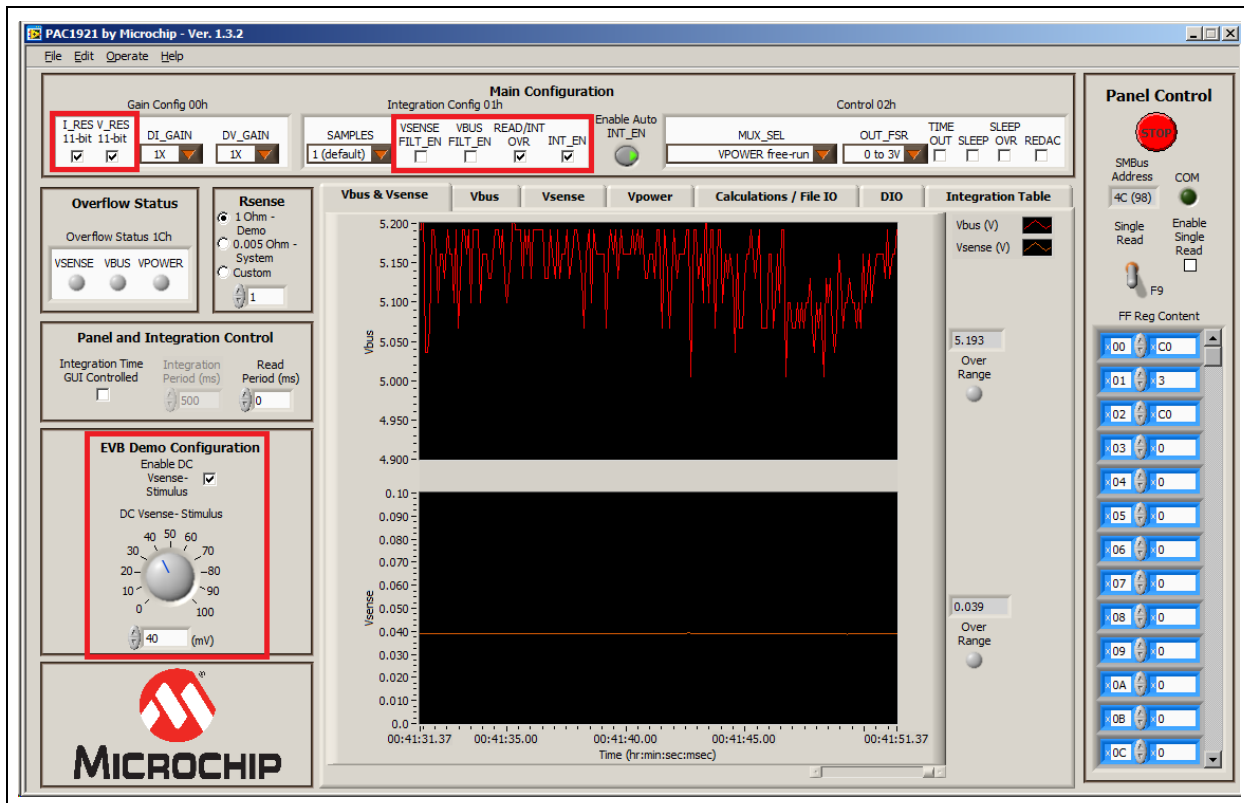 PAC1921 by Microchip - Ver. 1.3.2
File Edit Operate Help
Main Configuration
Gain Config 00h
Integration Config 01h
Control 02h
I_RES V_RES
11-bit 11-bit
DI_GAIN
1X
DV_GAIN
1X
SAMPLES
1 (default)
VSENSE
FILT_EN
VBUS
FILT_EN
READ/INT
OVR
INT_EN
Enable Auto
INT_EN
MUX_SEL
VPOWER free-run
OUT_FSR
0 to 3V
TIME
OUT
SLEEP
SLEEP
OVR
REDAC
Panel Control
STOP
SMBus
Address
4C (98)
COM
Single
Read
F9
Enable
Single
Read
FF Reg Content
x 00 x C0
x 01 x 3
x 02 x C0
x 03 x 0
x 04 x 0
x 05 x 0
x 06 x 0
x 07 x 0
x 08 x 0
x 09 x 0
x 0A x 0
x 0B x 0
x 0C x 0
Overflow Status
Overflow Status 1Ch
VSENSE VBUS VPOWER
Rsense
1 Ohm -
Demo
0.005 Ohm -
System
Custom
1
Panel and Integration Control
Integration Time
GUI Controlled
Integration
Period (ms)
500
Read
Period (ms)
0
EVB Demo Configuration
Enable DC
Vsense-
Stimulus
DC Vsense- Stimulus
0 10 20 30 40 50 60 70 80 90 100
40 (mV)
MICROCHIP
®
Vbus & Vsense Vbus Vsense Vpower Calculations / File IO DIO Integration Table
Vbus
5.200
5.150
5.100
5.050
5.000
4.950
4.900
Vbus (V)
Vsense (V)
5.193
Over
Range
Vsense
0.10
0.090
0.080
0.070
0.060
0.050
0.040
0.030
0.020
0.010
0.0
0.039
Over
Range
00:41:31.37 00:41:35.00 00:41:40.00 00:41:45.00 00:41:51.37
Time (hr:min:sec:msec)